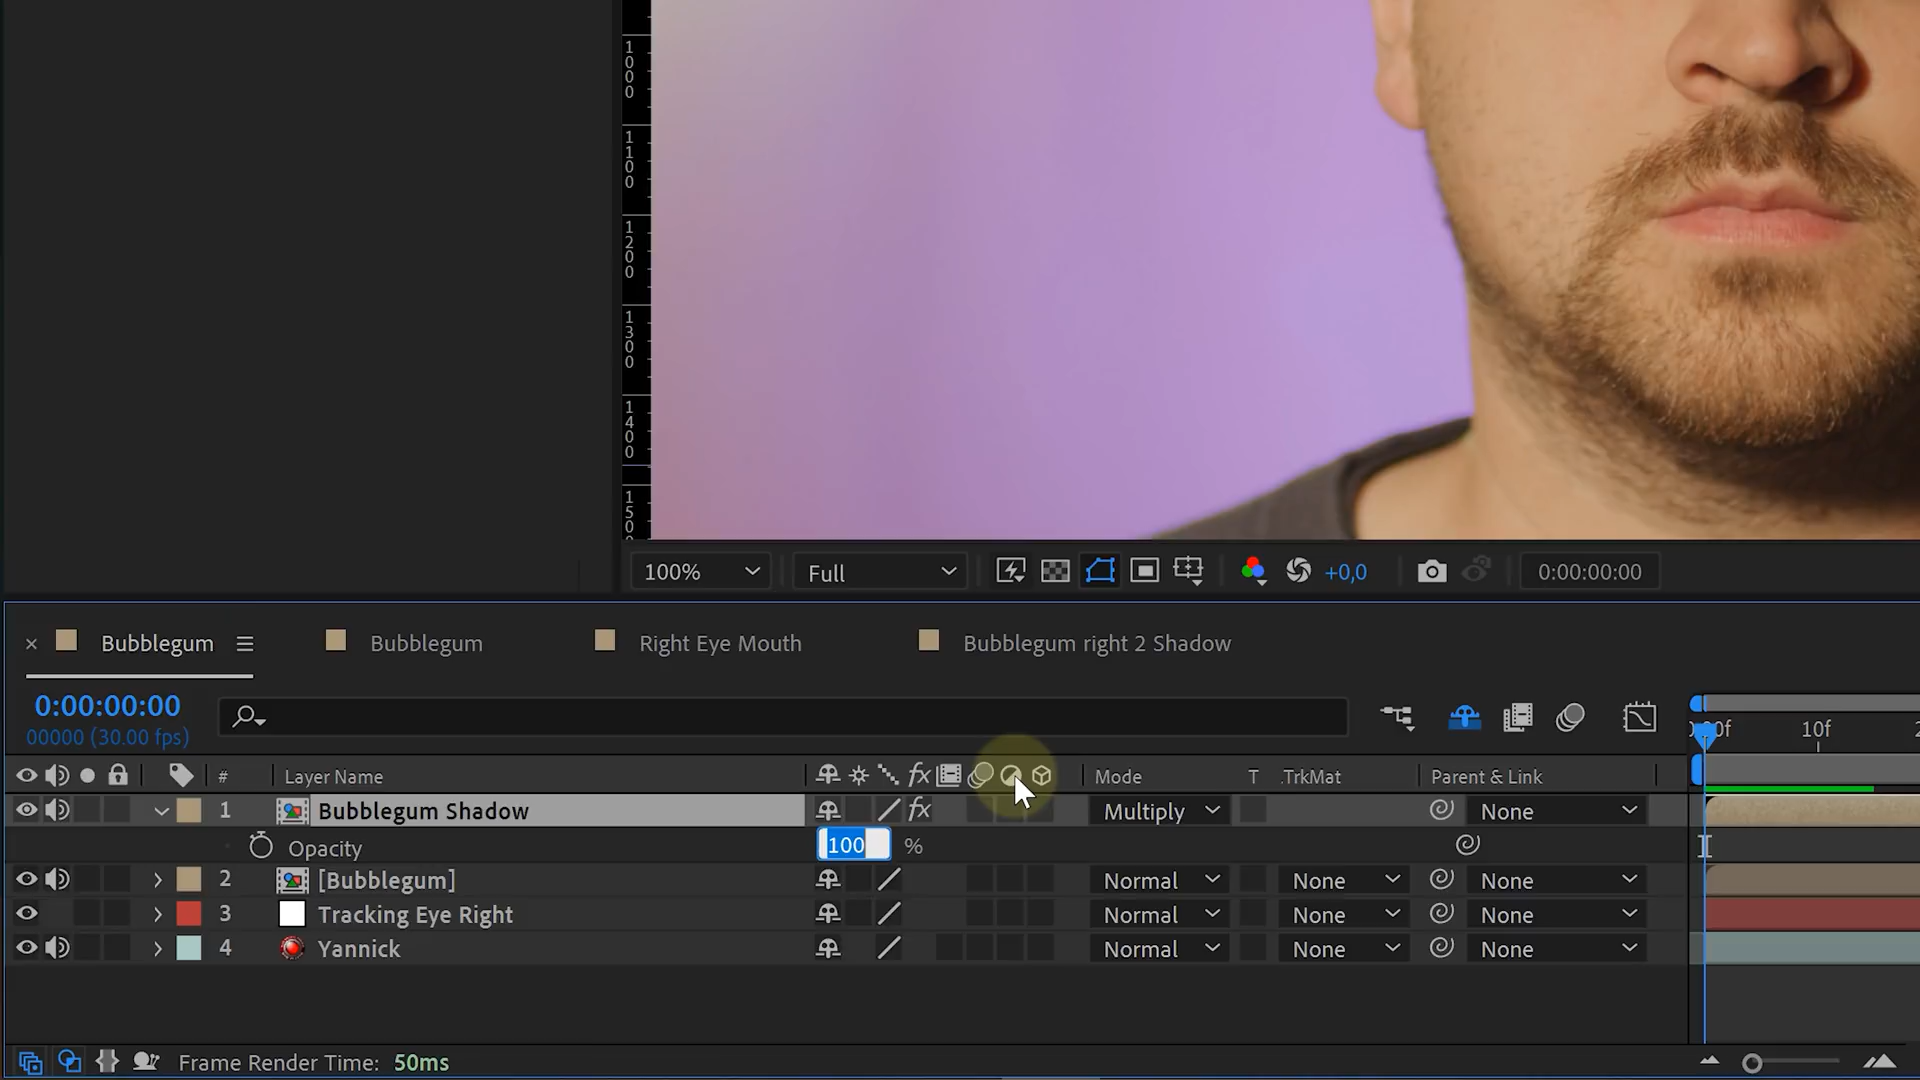 1000
1100
1200
1300
1400
150
100%
Full
+0,0
0:00:00:00
× Bubblegum
Bubblegum
Right Eye Mouth
Bubblegum right 2 Shadow
0:00:00:00
00000 (30.00 fps)
10f
# Layer Name
fx
Mode T .TrkMat Parent & Link
1 Bubblegum Shadow fx Multiply None
Opacity 100 %
2 [Bubblegum] Normal None None
3 Tracking Eye Right Normal None None
4 Yannick Normal None None
Frame Render Time: 50ms